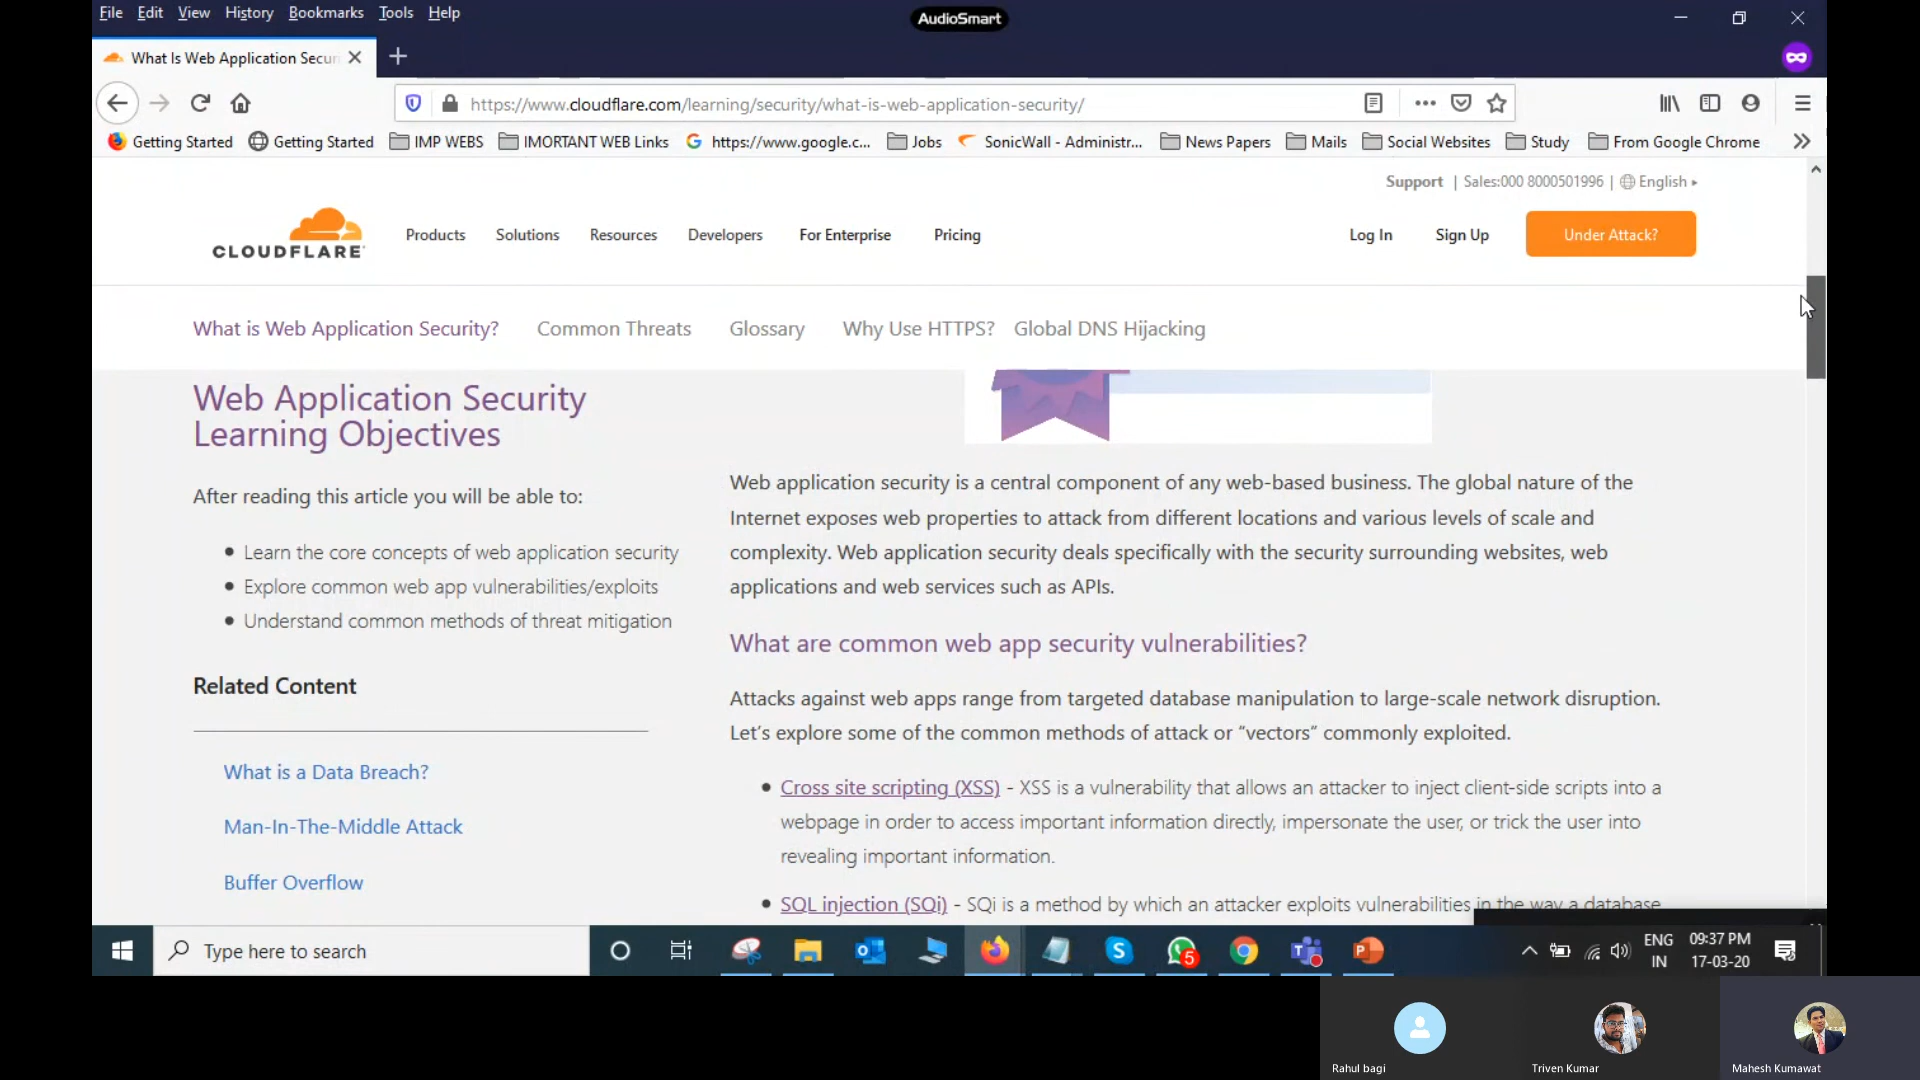 File Edit View History Bookmarks Tools Help
AudioSmart
What Is Web Application Secur
https://www.cloudflare.com/learning/security/what-is-web-application-security/
Getting Started Getting Started IMP WEBS IMORTANT WEB Links https://www.google.c... Jobs SonicWall - Administr... News Papers Mails Social Websites Study From Google Chrome
Support | Sales:000 8000501996 | English
CLOUDFLARE
Products Solutions Resources Developers For Enterprise Pricing Log In Sign Up Under Attack?
What is Web Application Security? Common Threats Glossary Why Use HTTPS? Global DNS Hijacking
Web Application Security
Learning Objectives
After reading this article you will be able to:
• Learn the core concepts of web application security
• Explore common web app vulnerabilities/exploits
• Understand common methods of threat mitigation
Related Content
What is a Data Breach?
Man-In-The-Middle Attack
Buffer Overflow
Web application security is a central component of any web-based business. The global nature of the
Internet exposes web properties to attack from different locations and various levels of scale and
complexity. Web application security deals specifically with the security surrounding websites, web
applications and web services such as APIs.
What are common web app security vulnerabilities?
Attacks against web apps range from targeted database manipulation to large-scale network disruption.
Let's explore some of the common methods of attack or “vectors” commonly exploited.
• Cross site scripting (XSS) - XSS is a vulnerability that allows an attacker to inject client-side scripts into a
webpage in order to access important information directly, impersonate the user, or trick the user into
revealing important information.
• SQL injection (SQi) - SQi is a method by which an attacker exploits vulnerabilities in the way a database
Type here to search
5
ENG
IN
09:37 PM
17-03-20
Rahul bagi
Triven Kumar
Mahesh Kumawat